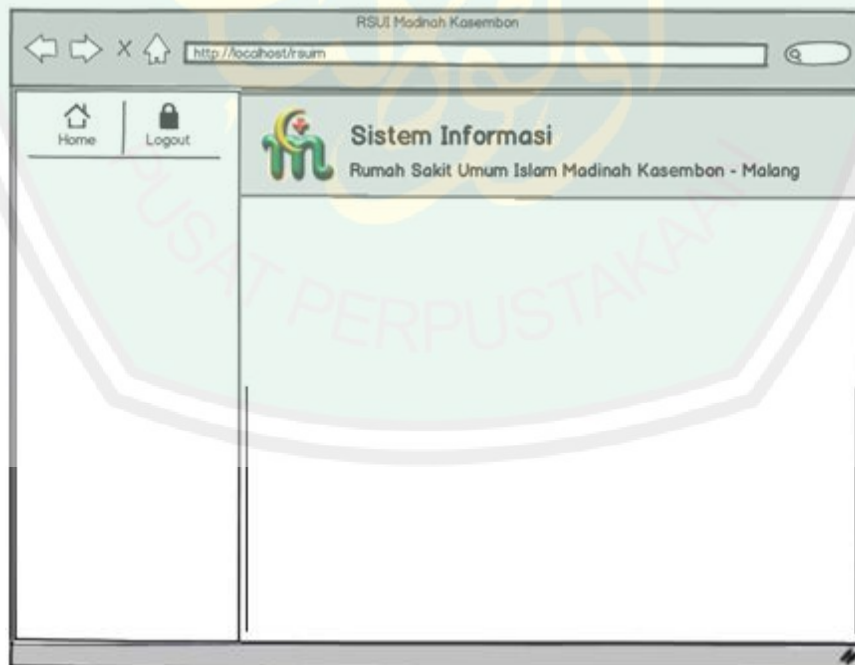 RSUI Madinah Kasembon
http://localhost/rsuim
Home
Logout
Sistem Informasi
Rumah Sakit Umum Islam Madinah Kasembon - Malang
PUSAT PERPUSTAKAAN